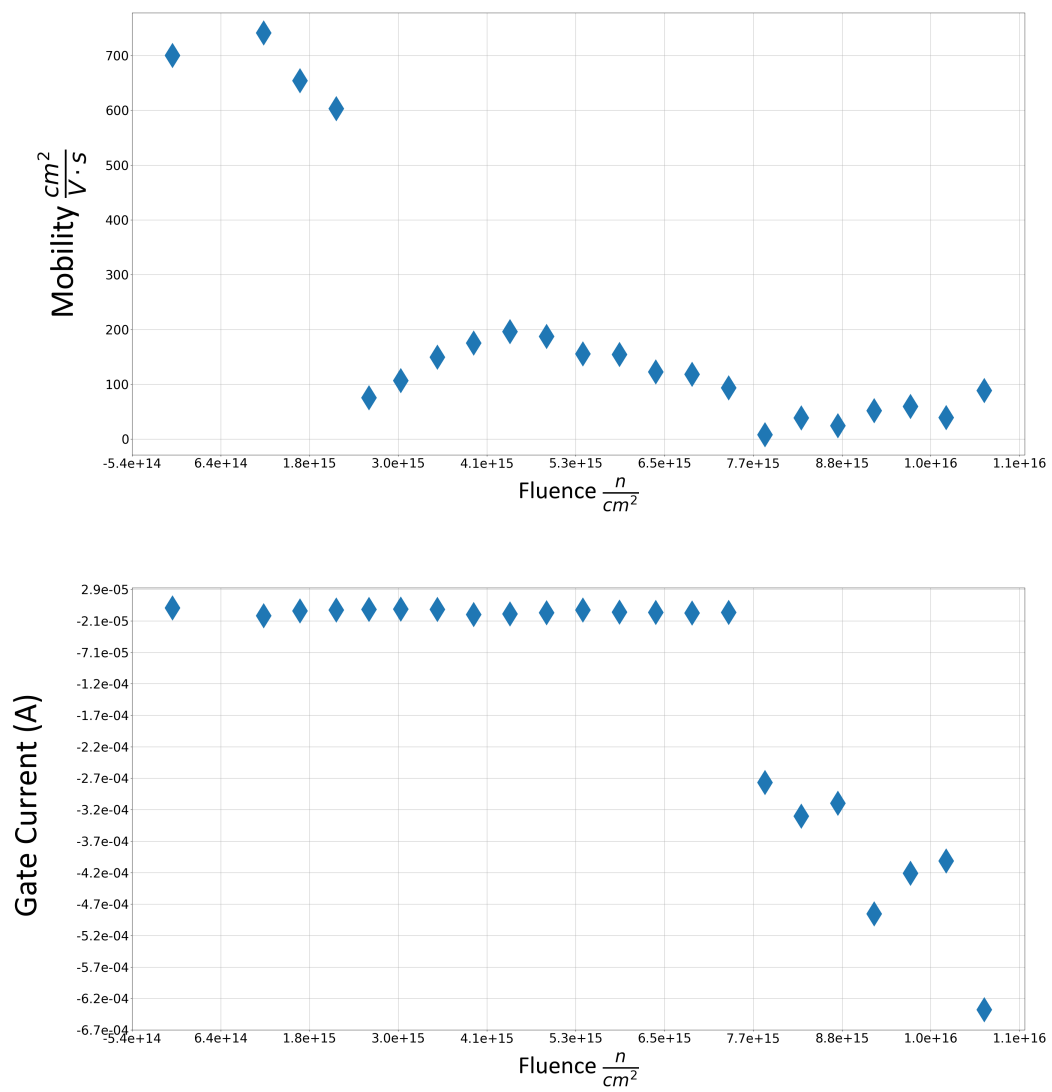 700
600
500
400
300
200
100
0
Mobility cm²/V·s
-5.4e+14 6.4e+14 1.8e+15 3.0e+15 4.1e+15 5.3e+15 6.5e+15 7.7e+15 8.8e+15 1.0e+16 1.1e+16
Fluence n/cm²
2.9e-05
-2.1e-05
-7.1e-05
-1.2e-04
-1.7e-04
-2.2e-04
-2.7e-04
-3.2e-04
-3.7e-04
-4.2e-04
-4.7e-04
-5.2e-04
-5.7e-04
-6.2e-04
-6.7e-04
Gate Current (A)
-5.4e+14 6.4e+14 1.8e+15 3.0e+15 4.1e+15 5.3e+15 6.5e+15 7.7e+15 8.8e+15 1.0e+16 1.1e+16
Fluence n/cm²